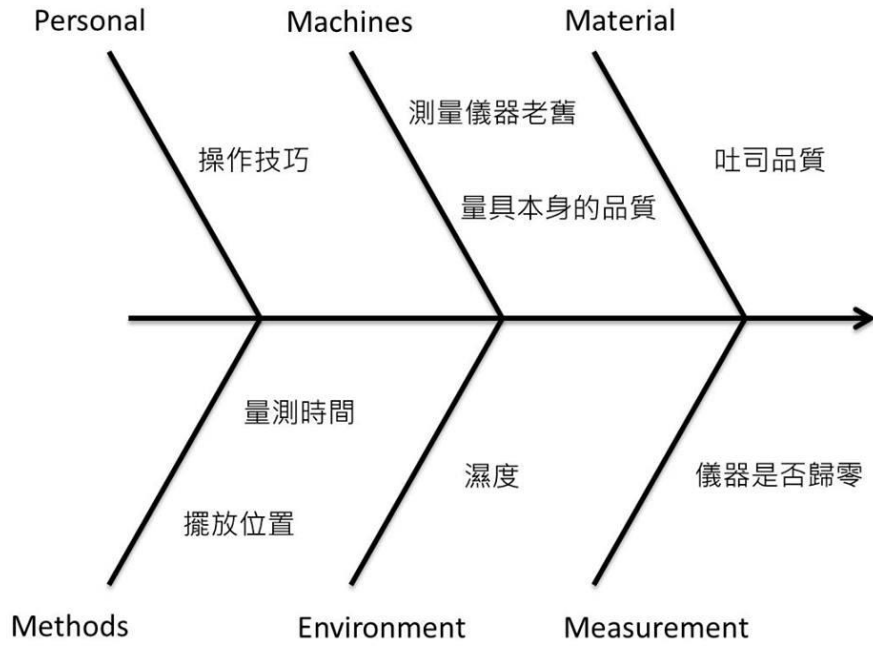 Personal
Machines
Material
測量儀器老舊
操作技巧
吐司品質
量具本身的品質
量測時間
濕度
儀器是否歸零
擺放位置
Methods
Environment
Measurement